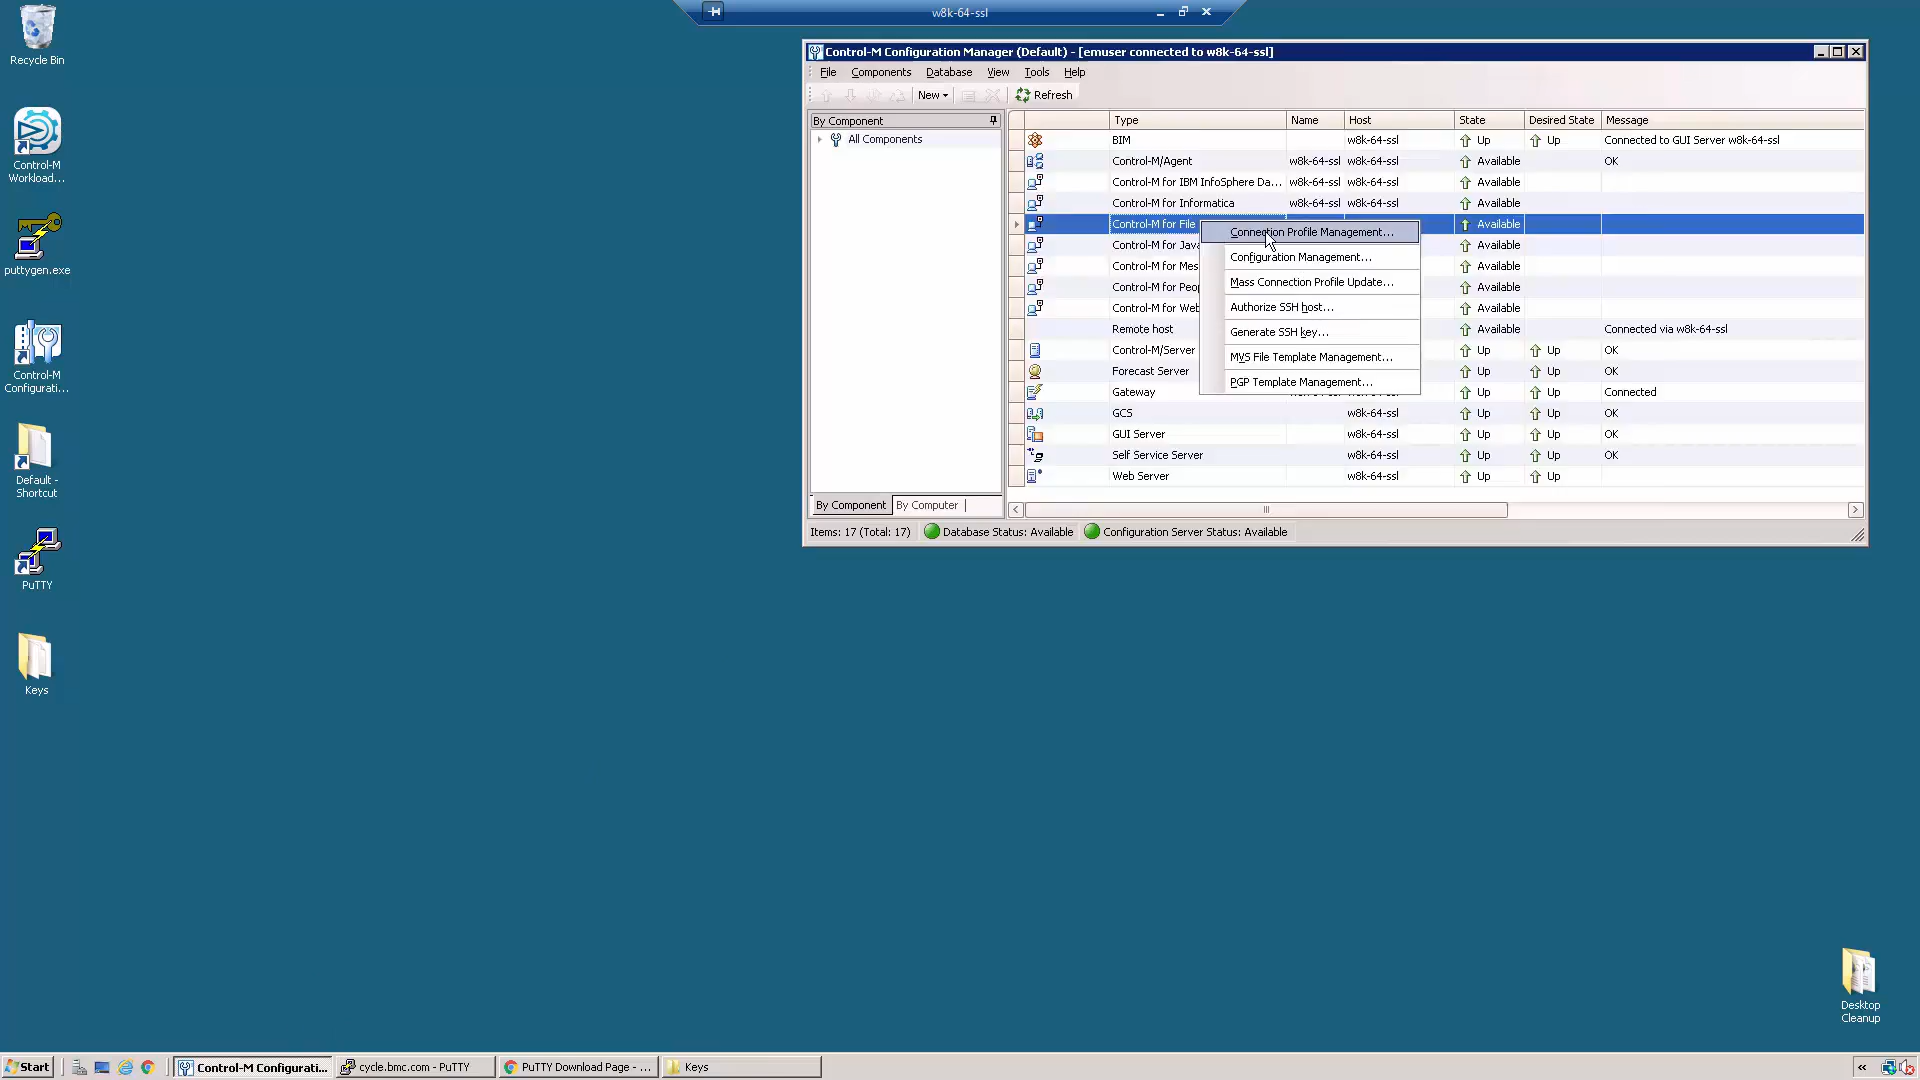 w8k-64-ssl
Recycle Bin
Control-M
Workload...
puttygen.exe
Control-M
Configurati...
Default -
Shortcut
PuTTY
Keys
Control-M Configuration Manager (Default) - [emuser connected to w8k-64-ssl]
File Components Database View Tools Help
New Refresh
By Component
All Components
By Component By Computer
Type Name Host State Desired State Message
BIM w8k-64-ssl Up Up Connected to GUI Server w8k-64-ssl
Control-M/Agent w8k-64-ssl w8k-64-ssl Available OK
Control-M for IBM InfoSphere Da... w8k-64-ssl w8k-64-ssl Available
Control-M for Informatica w8k-64-ssl w8k-64-ssl Available
Control-M for File Available
Control-M for Java Available
Control-M for Mes Available
Control-M for Peop Available
Control-M for Web Available
Remote host Available Connected via w8k-64-ssl
Control-M/Server Up Up OK
Forecast Server Up Up OK
Gateway Up Up Connected
GCS w8k-64-ssl Up Up OK
GUI Server w8k-64-ssl Up Up OK
Self Service Server w8k-64-ssl Up Up OK
Web Server w8k-64-ssl Up Up
Connection Profile Management...
Configuration Management...
Mass Connection Profile Update...
Authorize SSH host...
Generate SSH key...
MVS File Template Management...
PGP Template Management...
Items: 17 (Total: 17) Database Status: Available Configuration Server Status: Available
Desktop
Cleanup
Start Control-M Configurati... cycle.bmc.com - PuTTY PuTTY Download Page - ... Keys